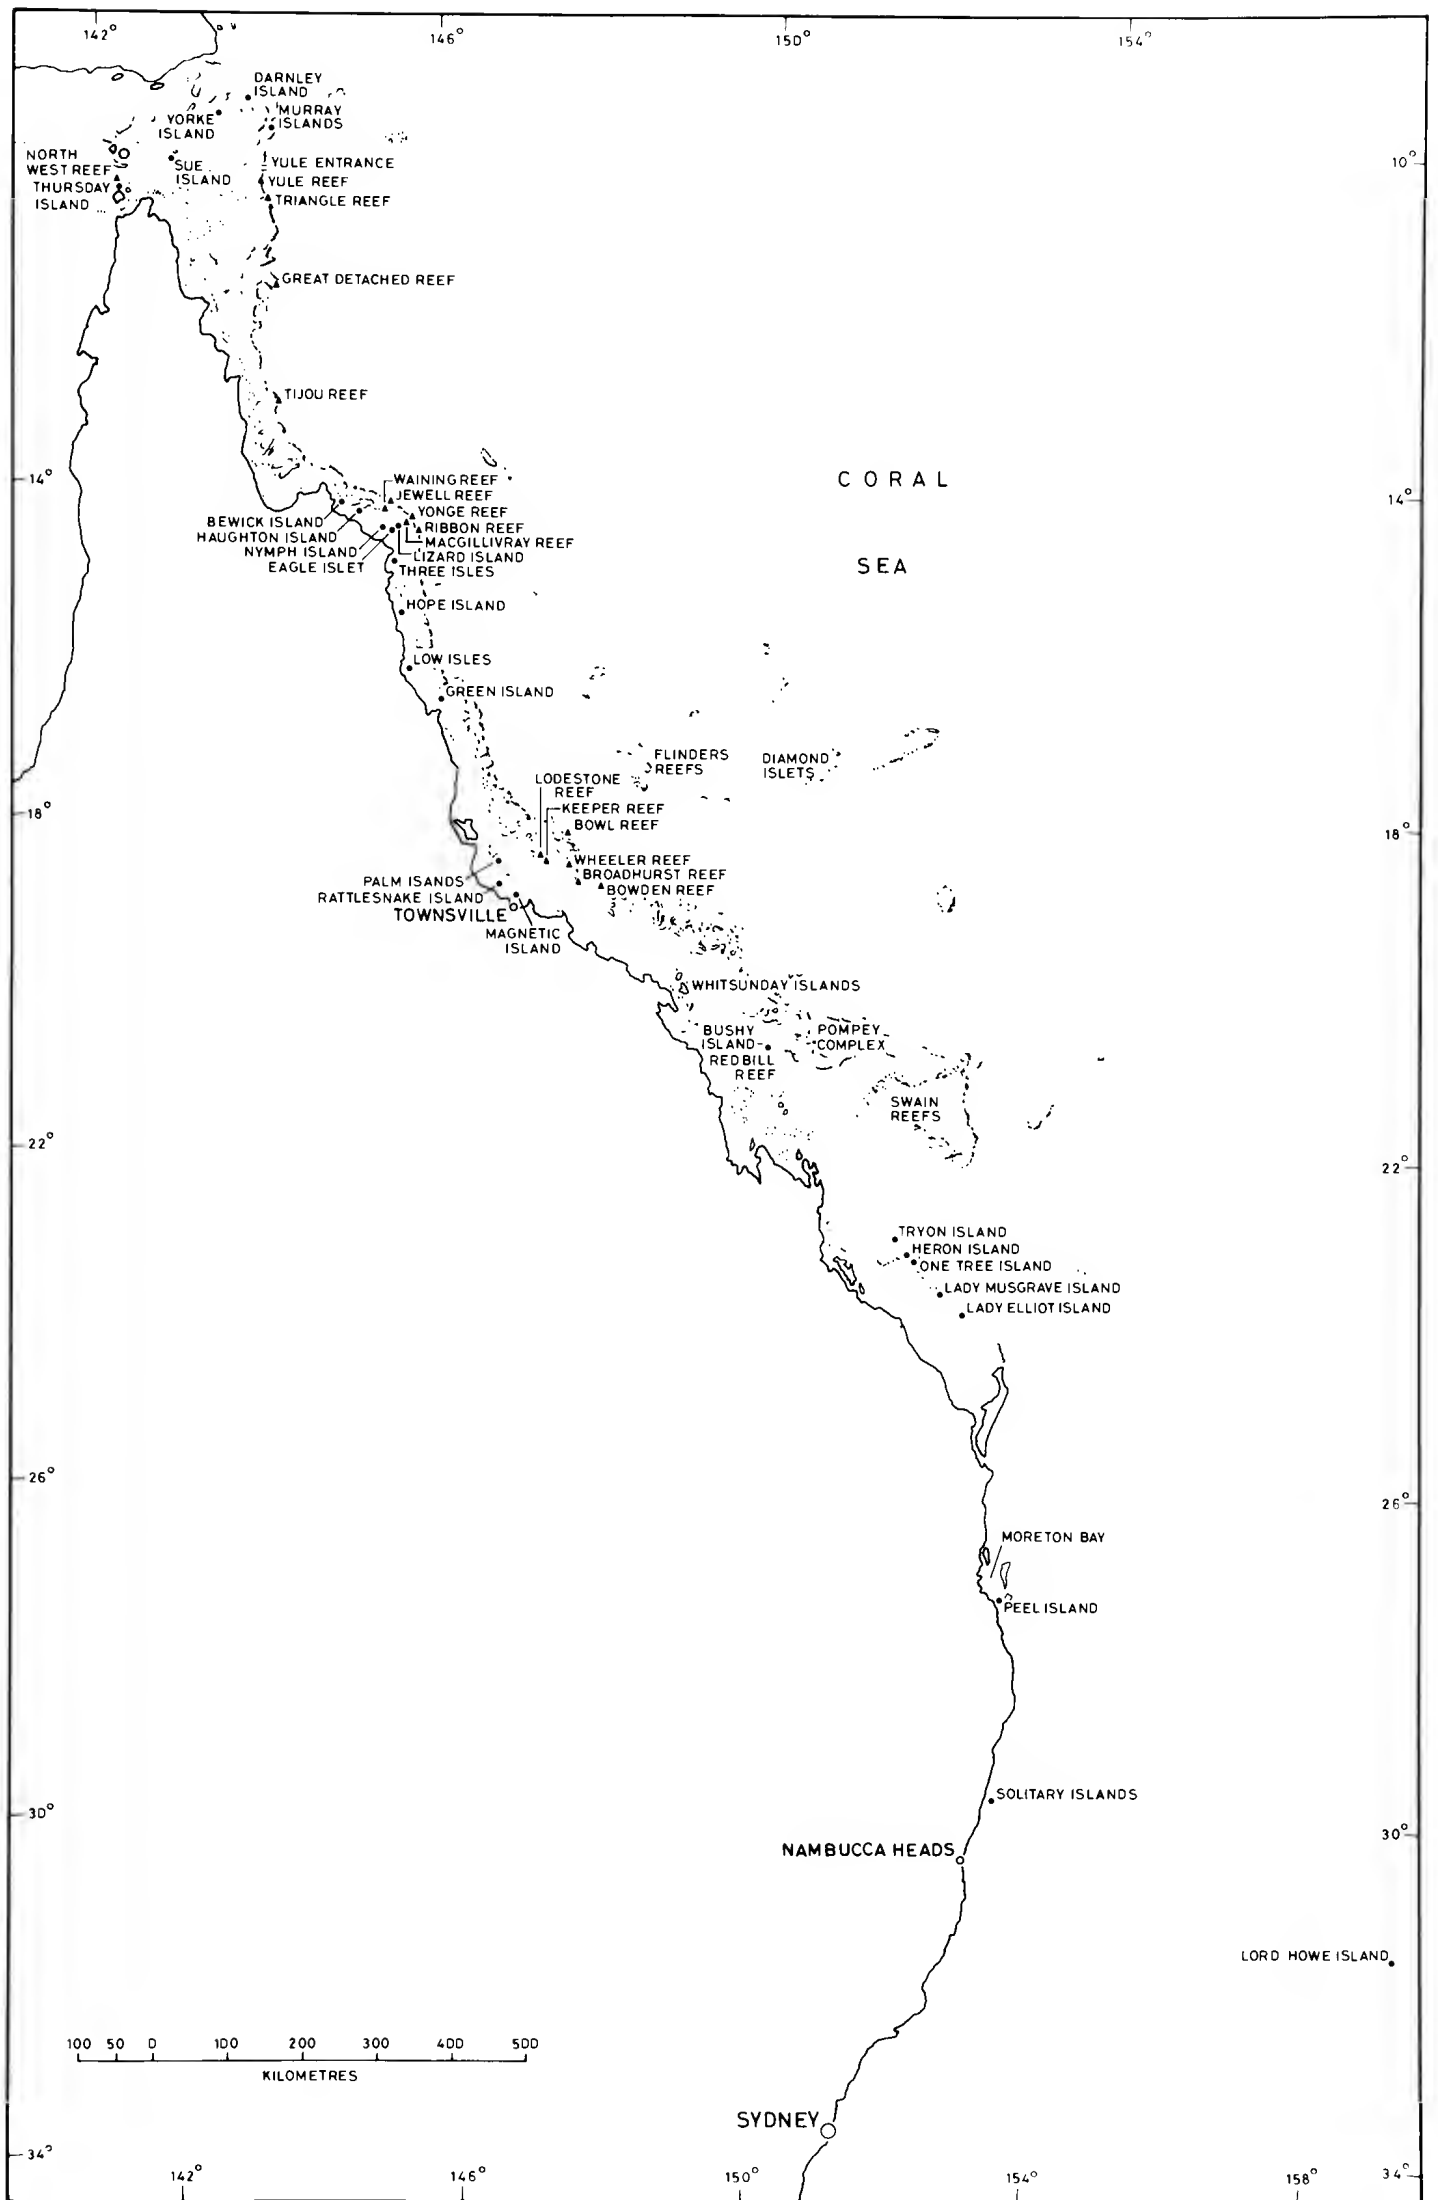 142°
146°
150°
154°
DARNLEY
ISLAND
MURRAY
ISLANDS
YORKE
ISLAND
NORTH
WEST REEF
THURSDAY
ISLAND
SUE
ISLAND
YULE ENTRANCE
YULE REEF
TRIANGLE REEF
10°
GREAT DETACHED REEF
TIJOU REEF
14°
CORAL
SEA
14°
WAINING REEF
JEWELL REEF
YONGE REEF
BEWICK ISLAND
RIBBON REEF
HAUGHTON ISLAND
MACGILLIVRAY REEF
NYMPH ISLAND
LIZARD ISLAND
EAGLE ISLET
THREE ISLES
HOPE ISLAND
LOW ISLES
GREEN ISLAND
FLINDERS
REEFS
DIAMOND
ISLETS
LODESTONE
REEF
18°
KEEPER REEF
BOWL REEF
18°
WHEELER REEF
BROADHURST REEF
BOWDEN REEF
PALM ISANDS
RATTLESNAKE ISLAND
TOWNSVILLE
MAGNETIC
ISLAND
WHITSUNDAY ISLANDS
BUSHY
ISLAND-
REDBILL
REEF
POMPEY
COMPLEX
SWAIN
REEFS
22°
22°
TRYON ISLAND
HERON ISLAND
ONE TREE ISLAND
LADY MUSGRAVE ISLAND
LADY ELLIOT ISLAND
26°
26°
MORETON BAY
PEEL ISLAND
SOLITARY ISLANDS
30°
30°
NAMBUCCA HEADS
LORD HOWE ISLAND
100 50 0 100 200 300 400 500
KILOMETRES
SYDNEY
34°
34°
142°
146°
150°
154°
158°